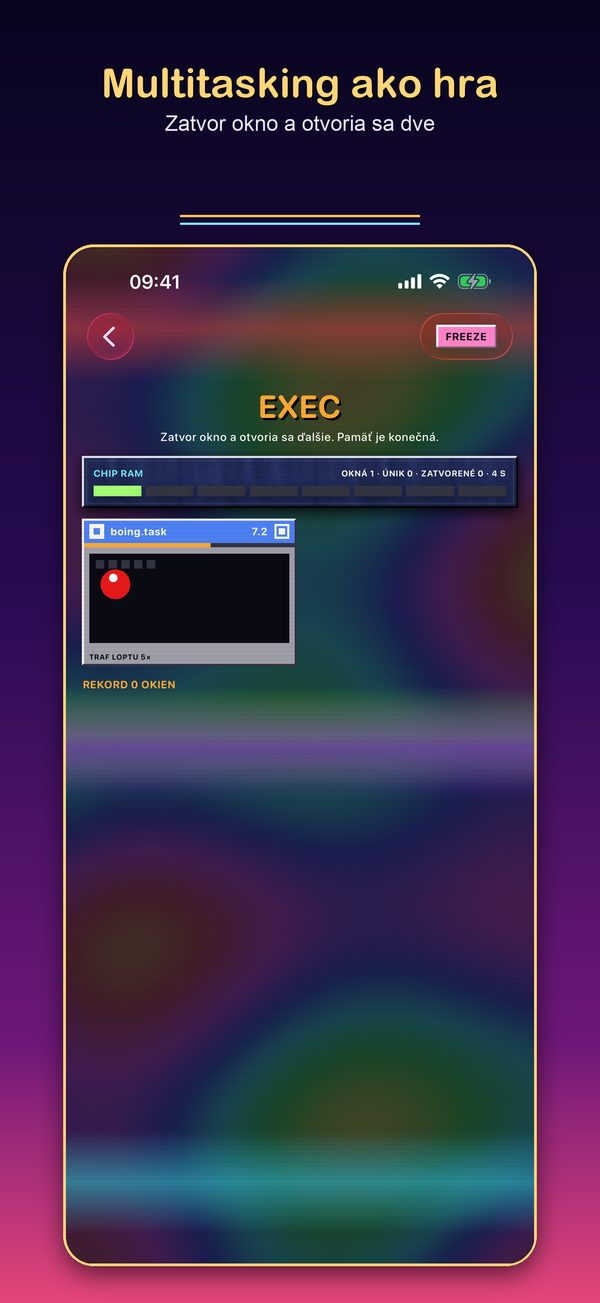 Multitasking ako hra
Zatvor okno a otvoria sa dve
09:41
FREEZE
EXEC
Zatvor okno a otvoria sa ďalšie. Pamäť je konečná.
CHIP RAM
OKNÁ 1 · ÚNIK 0 · ZATVORENÉ 0 · 4 S
boing.task
7.2
TRAF LOPTU 5×
REKORD 0 OKIEN